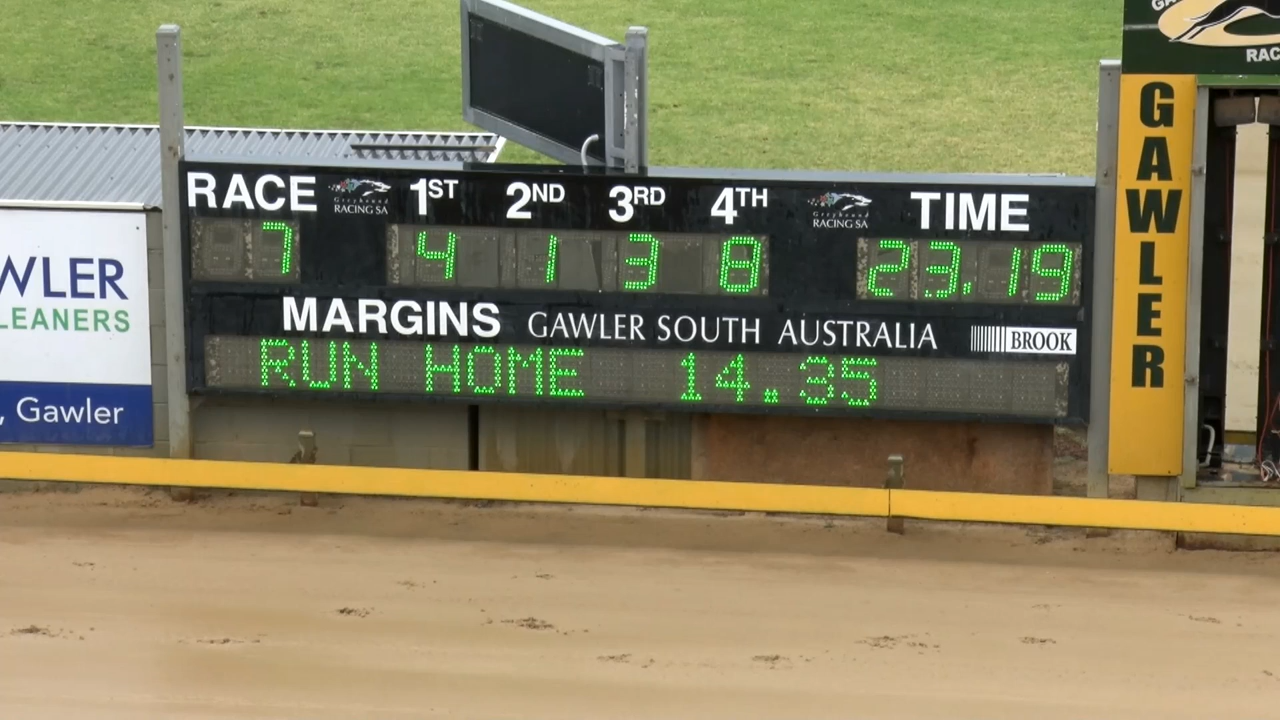 RAC
GAWLER
RACE
Greyhound
RACING SA
1ST
2ND
3RD
4TH
Greyhound
RACING SA
TIME
7
4
1
3
8
23.19
MARGINS
GAWLER SOUTH AUSTRALIA
BROOK
RUN HOME 14.35
WLER
LEANERS
, Gawler